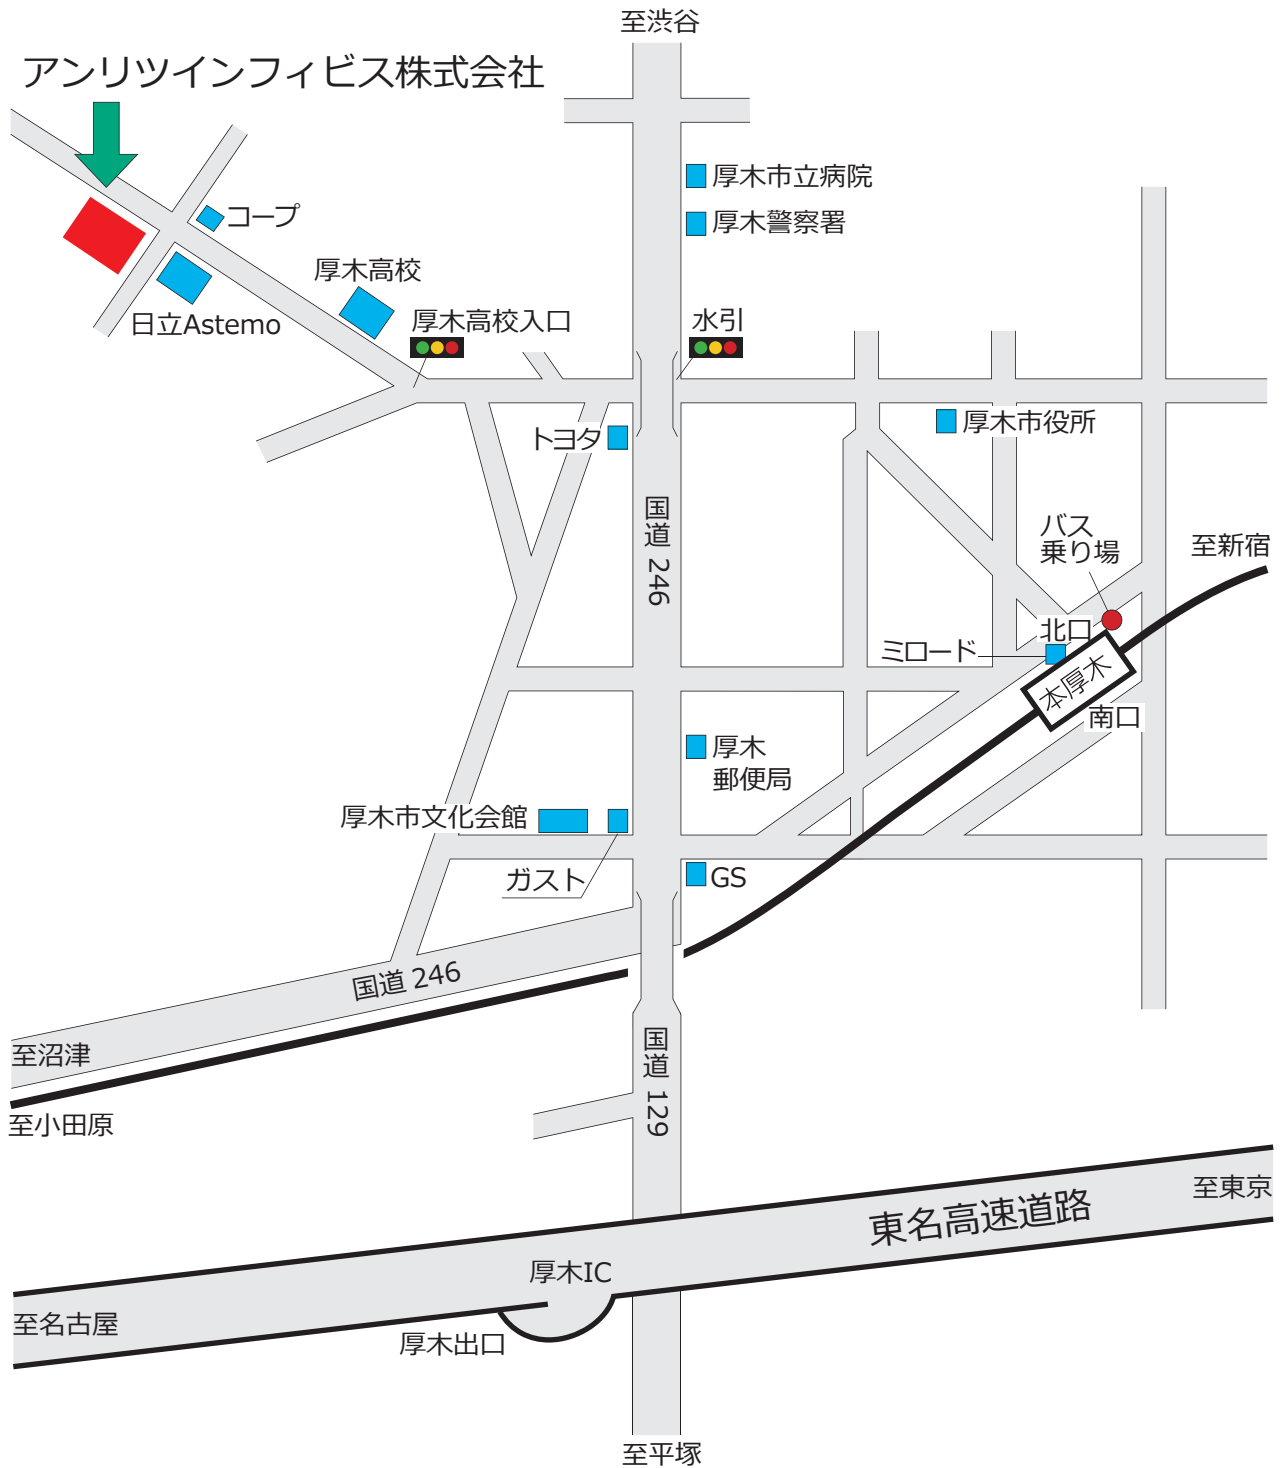 至渋谷
アンリツインフィビス株式会社
厚木市立病院
コープ
厚木警察署
厚木高校
日立Astemo
厚木高校入口
水引
トヨタ
厚木市役所
国道 246
バス
乗り場
至新宿
北口
ミロード
本厚木
南口
厚木
郵便局
厚木市文化会館
ガスト
GS
国道 246
至沼津
国道 129
至小田原
至東京
東名高速道路
厚木IC
至名古屋
厚木出口
至平塚